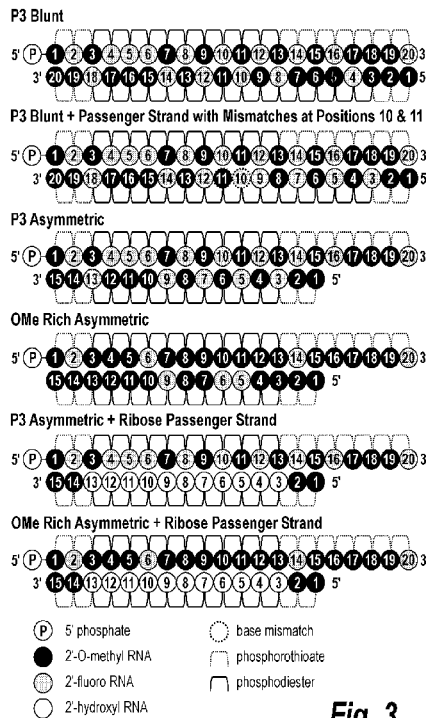 P3 Blunt
5' P 1 2 3 4 5 6 7 8 9 10 11 12 13 14 15 16 17 18 19 20 3
3' 20 19 18 17 16 15 14 13 12 11 10 9 8 7 6 5 4 3 2 1 5
P3 Blunt + Passenger Strand with Mismatches at Positions 10 & 11
5' P 1 2 3 4 5 6 7 8 9 10 11 12 13 14 15 16 17 18 19 20 3
3' 20 19 18 17 16 15 14 13 12 11 10 9 8 7 6 5 4 3 2 1 5
P3 Asymmetric
5' P 1 2 3 4 5 6 7 8 9 10 11 12 13 14 15 16 17 18 19 20 3
3' 15 14 13 12 11 10 9 8 7 6 5 4 3 2 1 5'
OMe Rich Asymmetric
5' P 1 2 3 4 5 6 7 8 9 10 11 12 13 14 15 16 17 18 19 20 3
3' 15 14 13 12 11 10 9 8 7 6 5 4 3 2 1 5'
P3 Asymmetric + Ribose Passenger Strand
5' P 1 2 3 4 5 6 7 8 9 10 11 12 13 14 15 16 17 18 19 20 3
3' 15 14 13 12 11 10 9 8 7 6 5 4 3 2 1 5'
OMe Rich Asymmetric + Ribose Passenger Strand
5' P 1 2 3 4 5 6 7 8 9 10 11 12 13 14 15 16 17 18 19 20 3
3' 15 14 13 12 11 10 9 8 7 6 5 4 3 2 1 5'
P 5' phosphate
2'-O-methyl RNA
2'-fluoro RNA
2'-hydroxyl RNA
base mismatch
phosphorothioate
phosphodiester
Fig. 3